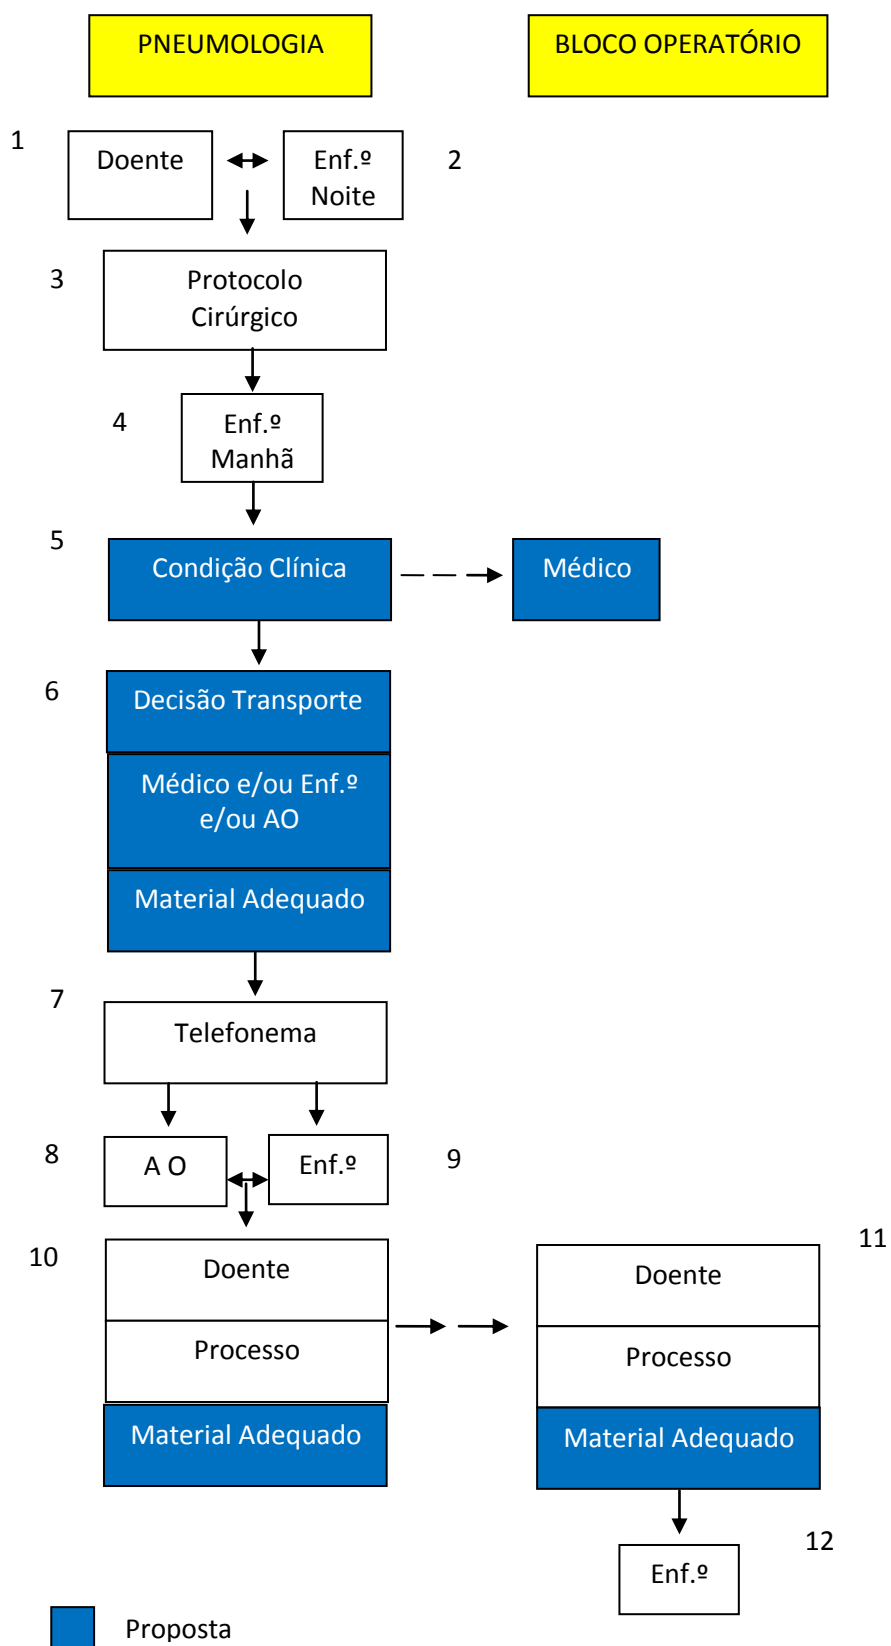 PNEUMOLOGIA
BLOCO OPERATÓRIO
1
Doente
Enf.º
Noite
2
3
Protocolo
Cirúrgico
4
Enf.º
Manhã
5
Condição Clínica
Médico
6
Decisão Transporte
Médico e/ou Enf.º
e/ou AO
Material Adequado
7
Telefonema
8
A O
Enf.º
9
10
Doente
Processo
Material Adequado
11
Doente
Processo
Material Adequado
12
Enf.º
Proposta